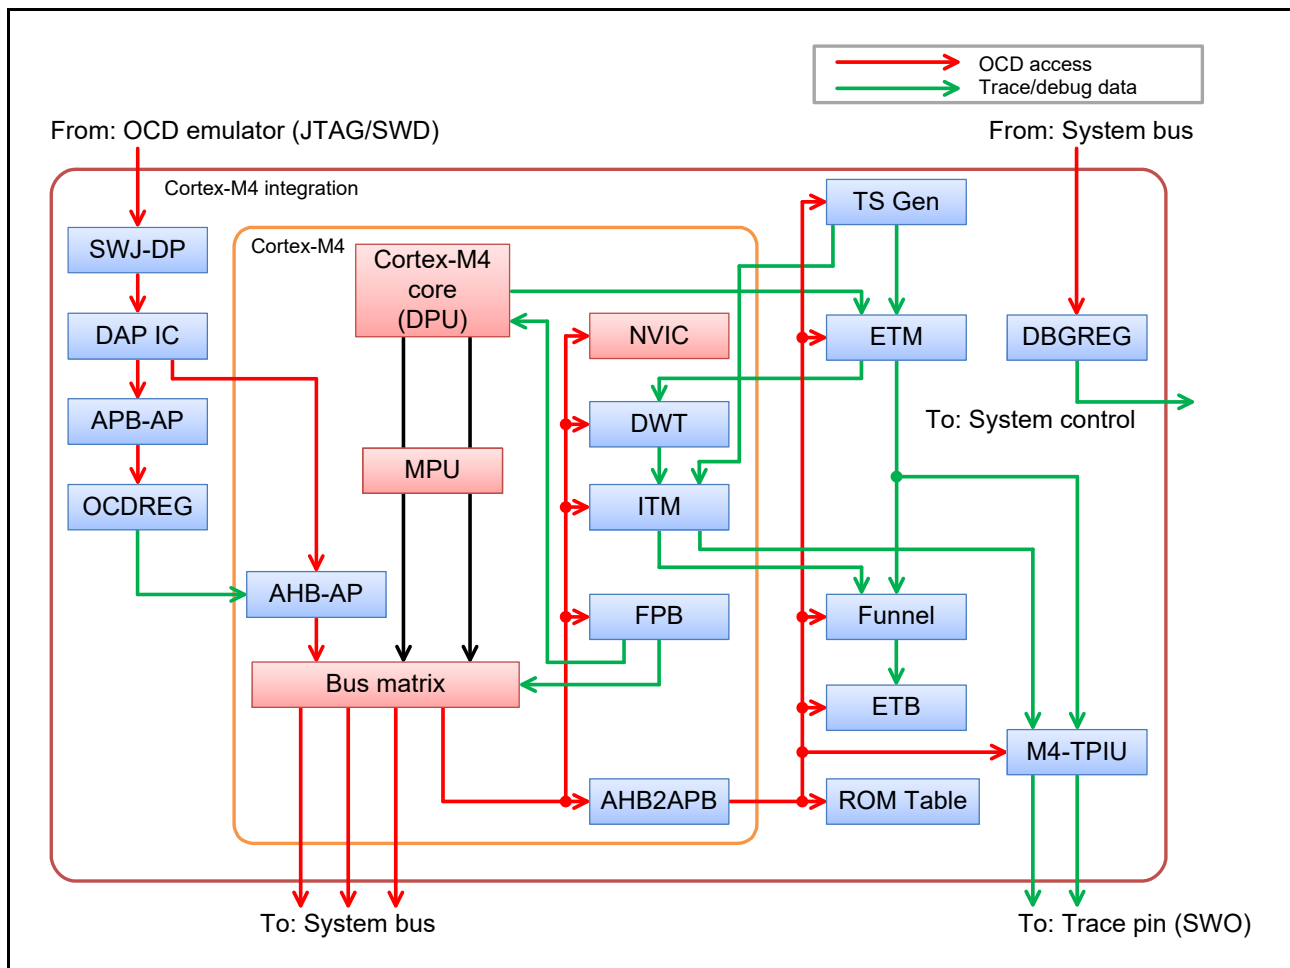 OCD access
Trace/debug data
From: OCD emulator (JTAG/SWD)
From: System bus
Cortex-M4 integration
TS Gen
SWJ-DP
Cortex-M4
Cortex-M4
core
(DPU)
DAP IC
NVIC
ETM
DBGREG
APB-AP
DWT
To: System control
MPU
OCDREG
ITM
AHB-AP
FPB
Funnel
Bus matrix
ETB
M4-TPIU
AHB2APB
ROM Table
To: System bus
To: Trace pin (SWO)